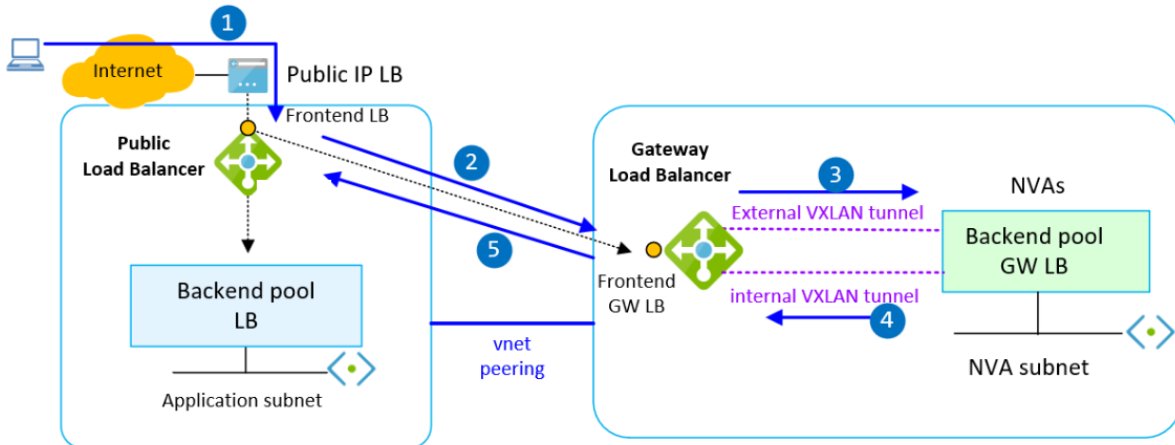 1
Internet
Public IP LB
Frontend LB
Public
Load Balancer
2
5
Backend pool
LB
Application subnet
vnet
peering
Gateway
Load Balancer
3
NVAs
External VXLAN tunnel
Backend pool
GW LB
Frontend
GW LB
internal VXLAN tunnel
4
NVA subnet